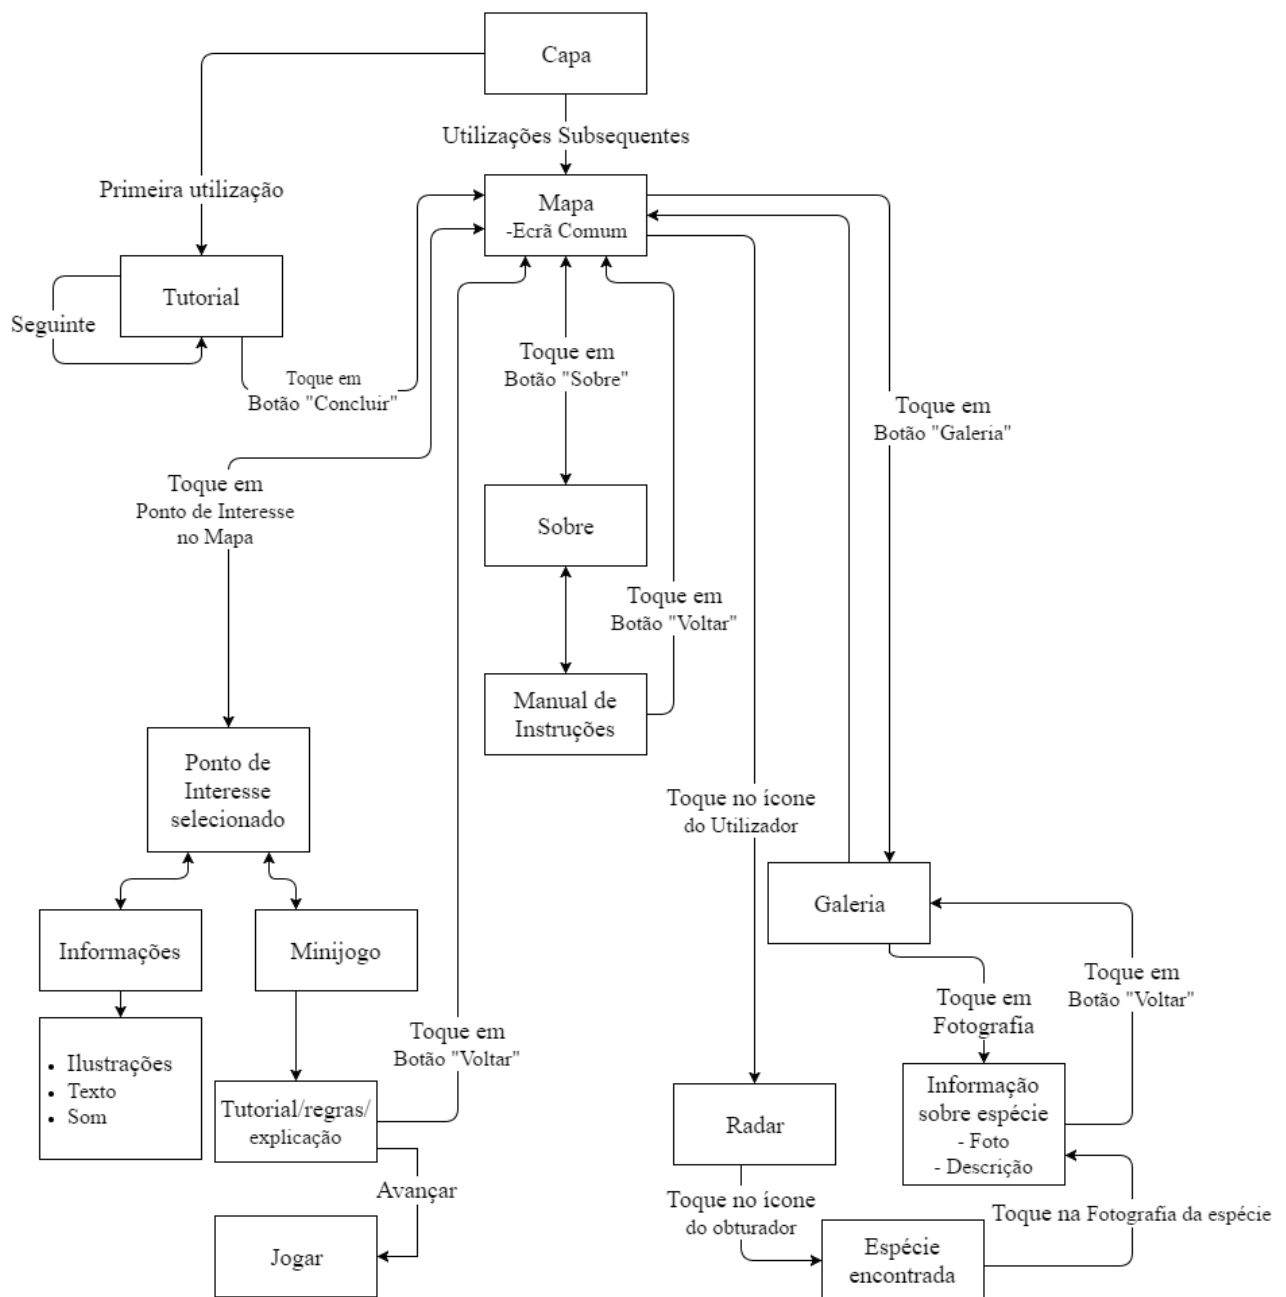 Capa
Utilizações Subsequentes
Primeira utilização
Mapa
-Ecrã Comum
Tutorial
Seguinte
Toque em
Botão "Concluir"
Toque em
Botão "Sobre"
Toque em
Botão "Galeria"
Toque em
Ponto de Interesse
no Mapa
Sobre
Toque em
Botão "Voltar"
Manual de
Instruções
Ponto de
Interesse
selecionado
Toque no ícone
do Utilizador
Galeria
Informações
Minijogo
Toque em
Botão "Voltar"
Toque em
Fotografia
• Ilustrações
• Texto
• Som
Toque em
Botão "Voltar"
Tutorial/regras/
explicação
Radar
Informação
sobre espécie
- Foto
- Descrição
Avançar
Toque no ícone
do obturador
Toque na Fotografia da espécie
Jogar
Espécie
encontrada